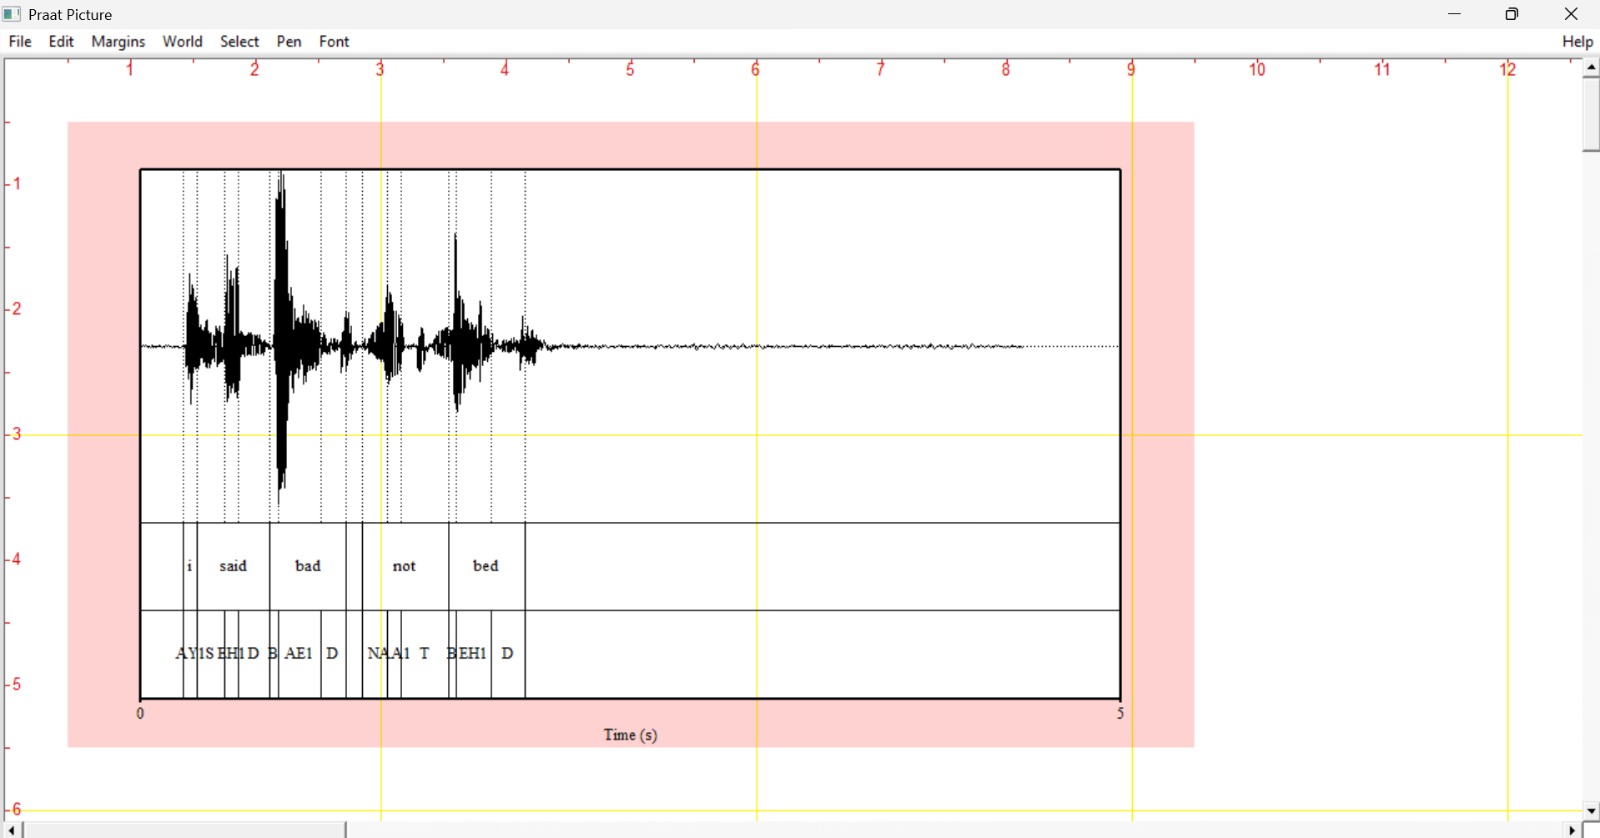 Praat Picture
File Edit Margins World Select Pen Font Help
1 2 3 4 5 6 7 8 9 10 11 12
1
2
3
4
5
6
i said bad not bed
AY1 S EH1 D B AE1 D N AA1 T B EH1 D
0 5
Time (s)